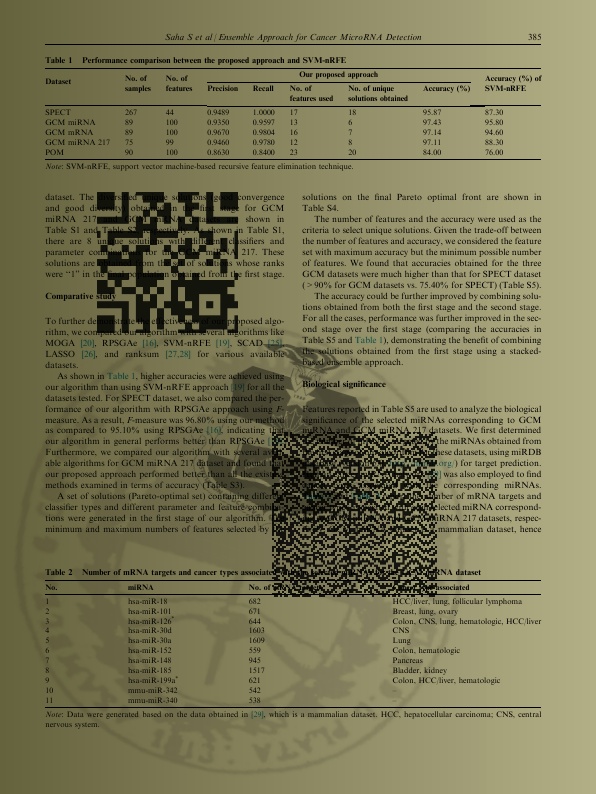 Saha S et al / Ensemble Approach for Cancer MicroRNA Detection 385
Table 1 Performance comparison between the proposed approach and SVM-nRFE
Dataset No. of samples No. of features Our proposed approach Accuracy (%) of SVM-nRFE
Precision Recall No. of features used No. of unique solutions obtained Accuracy (%)
SPECT 267 44 0.9489 1.0000 17 18 95.87 87.30
GCM miRNA 89 100 0.9350 0.9597 13 6 97.43 95.80
GCM mRNA 89 100 0.9670 0.9804 16 7 97.14 94.60
GCM miRNA 217 75 99 0.9460 0.9780 12 8 97.11 88.30
POM 90 100 0.8630 0.8400 23 20 84.00 76.00
Note: SVM-nRFE, support vector machine-based recursive feature elimination technique.
dataset. The solutions, good convergence
and good the first stage for GCM
miRNA 217 and GCM are shown in
Table S1 and Table shown in Table S1,
there are 8 unique solutions with different classifiers and
parameter miRNA 217. These
solutions are of solutions whose ranks
were "1" in the obtained from the first stage.
Comparative study
To further demonstrate the effectiveness of our proposed algo-
rithm, we compared our algorithm with several algorithms like
MOGA [20], RPSGAe [16], SVM-nRFE [19], SCAD [25],
LASSO [26], and ranksum [27,28] for various available
datasets.
As shown in Table 1, higher accuracies were achieved using
our algorithm than using SVM-nRFE approach [19] for all the
datasets tested. For SPECT dataset, we also compared the per-
formance of our algorithm with RPSGAe approach using F-
measure. As a result, F-measure was 96.80% using our method
as compared to 95.10% using RPSGAe [16], indicating that
our algorithm in general performs better than RPSGAe
Furthermore, we compared our algorithm with several avail-
able algorithms for GCM miRNA 217 dataset and found that
our proposed approach performed better than all the existing
methods examined in terms of accuracy (Table S3).
A set of solutions (Pareto-optimal set) containing different
classifier types and different parameter and feature combina-
tions were generated in the first stage of our algorithm.
minimum and maximum numbers of features selected by
solutions on the final Pareto optimal front are shown in
Table S4.
The number of features and the accuracy were used as the
criteria to select unique solutions. Given the trade-off between
the number of features and accuracy, we considered the feature
set with maximum accuracy but the minimum possible number
of features. We found that accuracies obtained for the three
GCM datasets were much higher than that for SPECT dataset
(>90% for GCM datasets vs. 75.40% for SPECT) (Table S5).
The accuracy could be further improved by combining solu-
tions obtained from both the first stage and the second stage.
For all the cases, performance was further improved in the sec-
ond stage over the first stage (comparing the accuracies in
Table S5 and Table 1), demonstrating the benefit of combining
the solutions obtained from the first stage using a stacked-
based ensemble approach.
Biological significance
Features reported in Table S5 are used to analyze the biological
significance of the selected miRNAs corresponding to GCM
miRNA and GCM miRNA 217 datasets. We first determined
the miRNAs obtained from
these datasets, using miRDB
for target prediction.
was also employed to find
corresponding miRNAs.
number of mRNA targets and
selected miRNA correspond-
miRNA 217 datasets, respec-
mammalian dataset, hence
Table 2 Number of mRNA targets and cancer types associated dataset
No. miRNA No. of associated
1 hsa-miR-18 682 HCC/liver, lung, follicular lymphoma
2 hsa-miR-101 671 Breast, lung, ovary
3 hsa-miR-126* 644 Colon, CNS, lung, hematologic, HCC/liver
4 hsa-miR-30d 1603 CNS
5 hsa-miR-30a 1609 Lung
6 hsa-miR-152 559 Colon, hematologic
7 hsa-miR-148 945 Pancreas
8 hsa-miR-185 1517 Bladder, kidney
9 hsa-miR-199a* 621 Colon, HCC/liver, hematologic
10 mmu-miR-342 542
11 mmu-miR-340 538
Note: Data were generated based on the data obtained in [29], which is a mammalian dataset. HCC, hepatocellular carcinoma; CNS, central
nervous system.